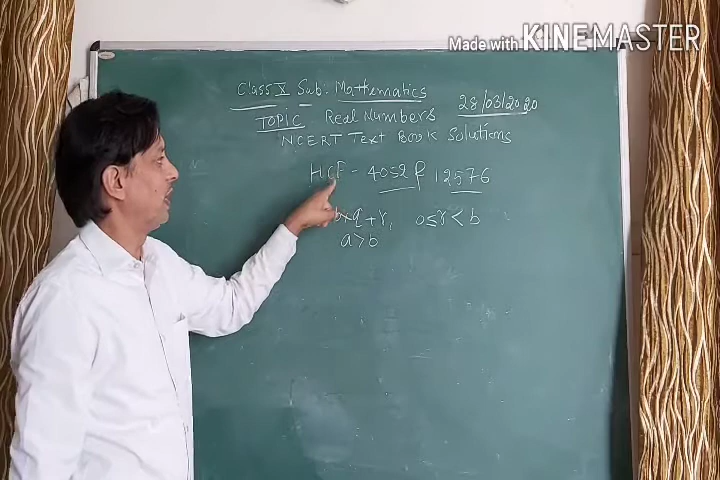 Made with KINEMASTER
Class X Sub. Mathematics
TOPIC Real Numbers 28/03/2020
NCERT Text Book Solutions
HCF - 4052 & 12576
b x q + r, 0 ≤ r < b
a > b